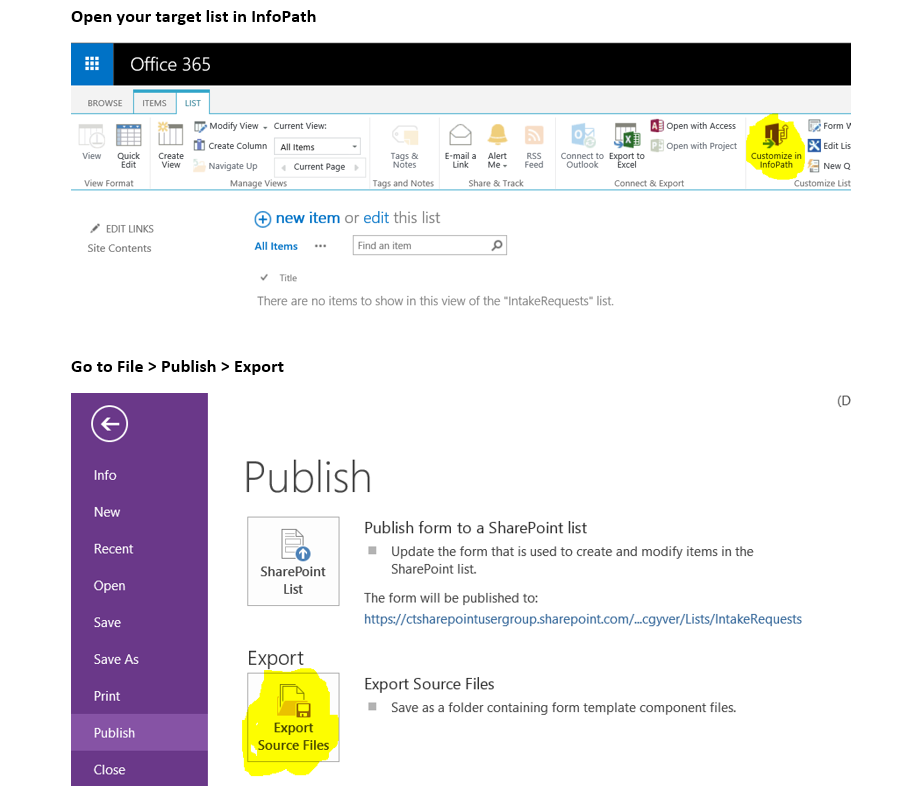 Open your target list in InfoPath
Office 365
BROWSE ITEMS LIST
View
Quick
Edit
Create
View
Modify View
Create Column
Navigate Up
Current View:
All Items
Current Page
Tags &
Notes
E-mail a
Link
Alert
Me
RSS
Feed
Connect to
Outlook
Export to
Excel
Open with Access
Open with Project
Customize in
InfoPath
Form W
Edit Lis
New Q
View Format Manage Views Tags and Notes Share & Track Connect & Export Customize List
EDIT LINKS
Site Contents
new item or edit this list
All Items ••• Find an item
Title
There are no items to show in this view of the "IntakeRequests" list.
Go to File > Publish > Export
(D
Info
New
Recent
Open
Save
Save As
Print
Publish
Close
Publish
SharePoint
List
Publish form to a SharePoint list
Update the form that is used to create and modify items in the
SharePoint list.
The form will be published to:
https://ctsharepointusergroup.sharepoint.com/...cgyver/Lists/IntakeRequests
Export
Export
Source Files
Export Source Files
Save as a folder containing form template component files.